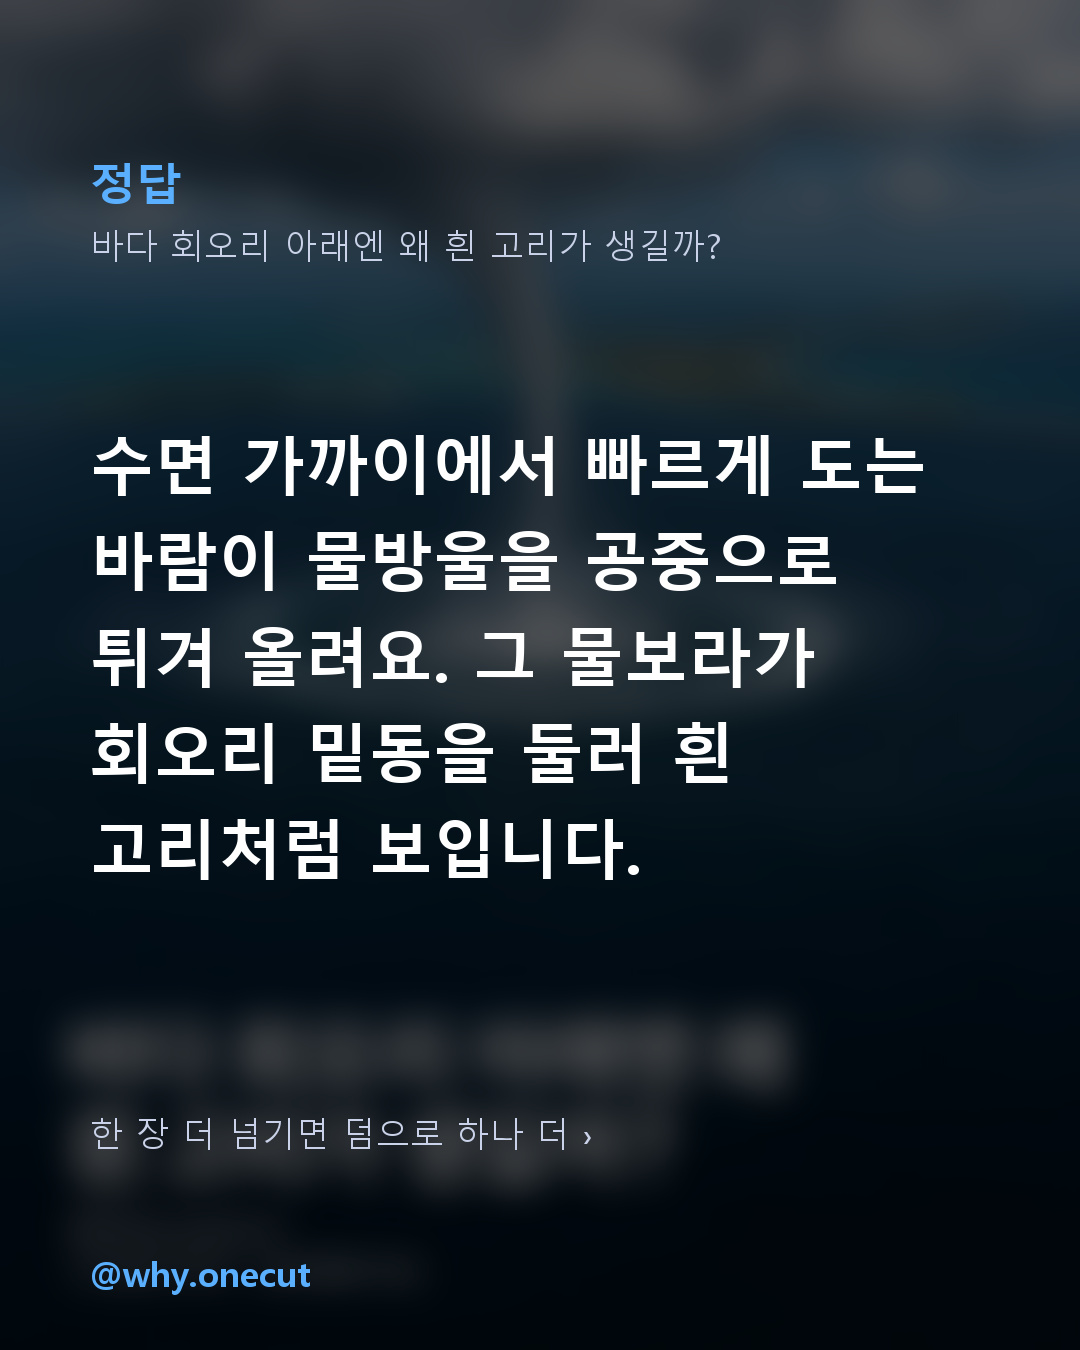 정답
바다 회오리 아래엔 왜 흰 고리가 생길까?
수면 가까이에서 빠르게 도는
바람이 물방울을 공중으로
튀겨 올려요. 그 물보라가
회오리 밑동을 둘러 흰
고리처럼 보입니다.
한 장 더 넘기면 덤으로 하나 더 ›
@why.onecut